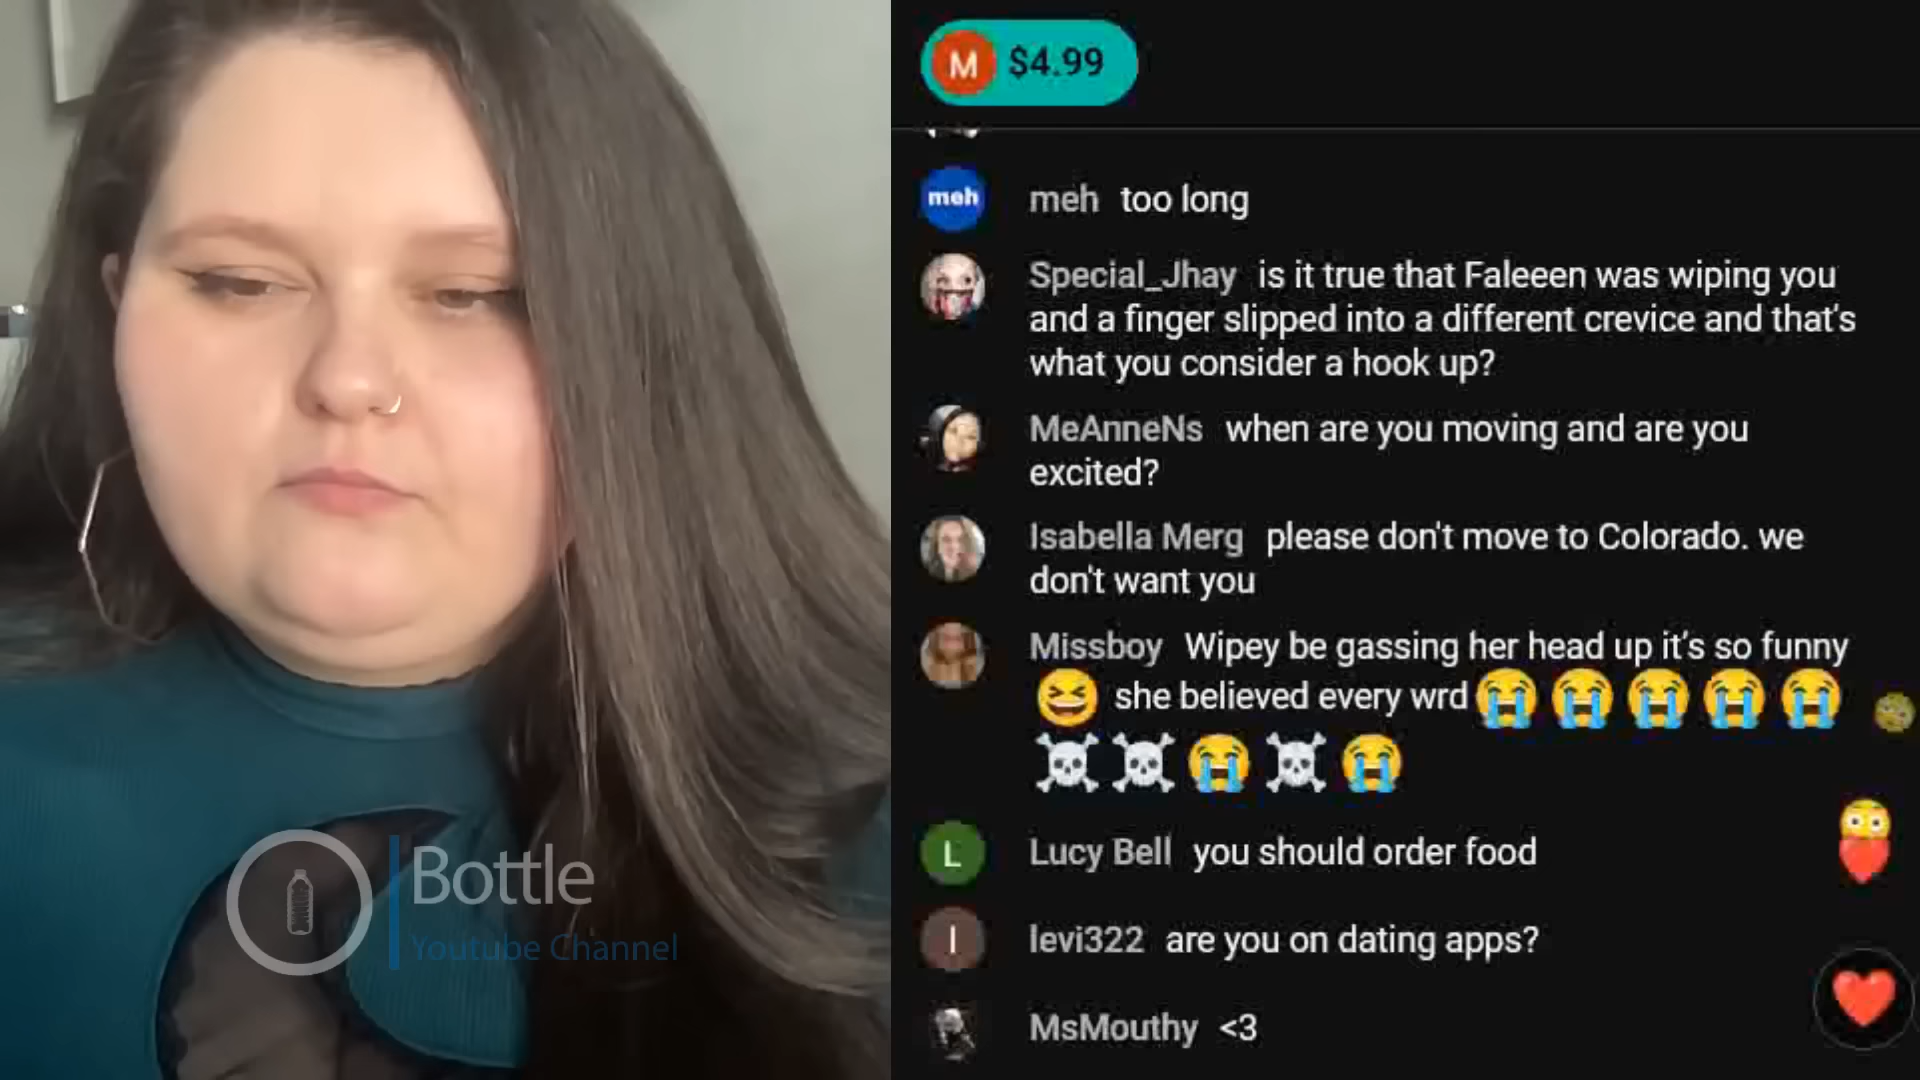 M $4.99
meh meh too long
Special_Jhay is it true that Faleeen was wiping you
and a finger slipped into a different crevice and that's
what you consider a hook up?
MeAnneNs when are you moving and are you
excited?
Isabella Merg please don't move to Colorado. we
don't want you
Missboy Wipey be gassing her head up it's so funny
😆 she believed every wrd😭😭😭😭😭
☠️☠️😭☠️😭
L Lucy Bell you should order food
I levi322 are you on dating apps?
MsMouthy <3
Bottle
Youtube Channel